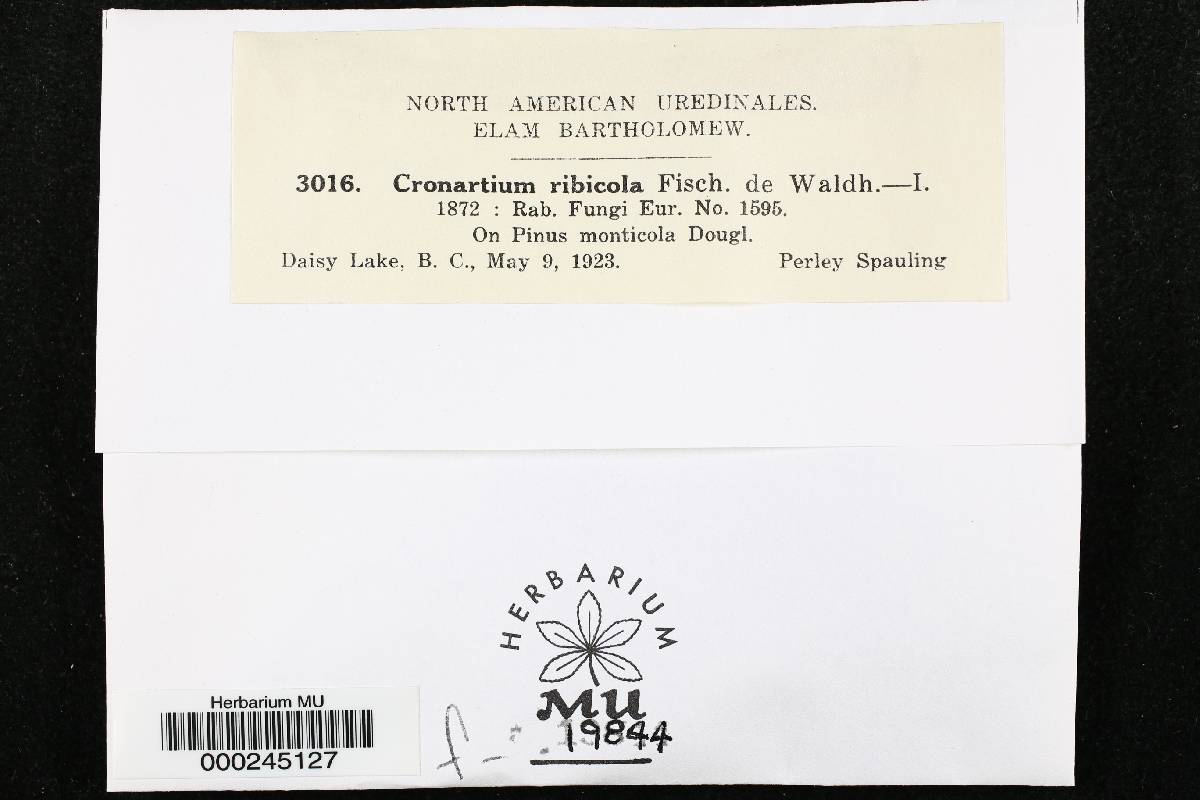 NORTH AMERICAN UREDINALES.
ELAM BARTHOLOMEW.
3016. Cronartium ribicola Fisch. de Waldh.—I.
1872 : Rab. Fungi Eur. No. 1595.
On Pinus monticola Dougl.
Daisy Lake, B. C., May 9, 1923. Perley Spauling
HERBARIUM
MU
f - 19844
Herbarium MU
000245127